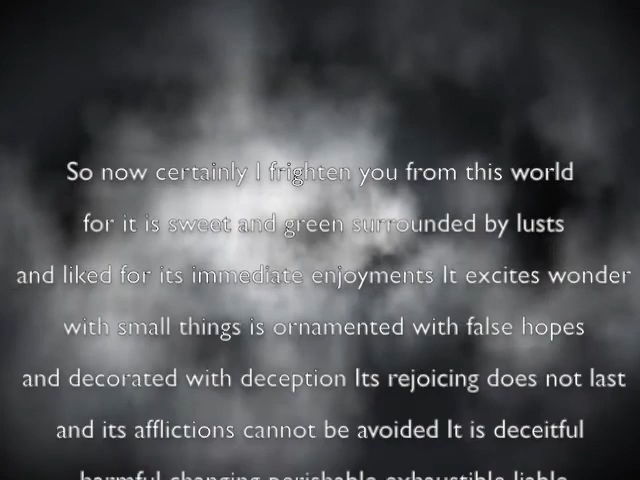 So now certainly I frighten you from this world
for it is sweet and green surrounded by lusts
and liked for its immediate enjoyments It excites wonder
with small things is ornamented with false hopes
and decorated with deception Its rejoicing does not last
and its afflictions cannot be avoided It is deceitful
harmful changing perishable exhaustible liable